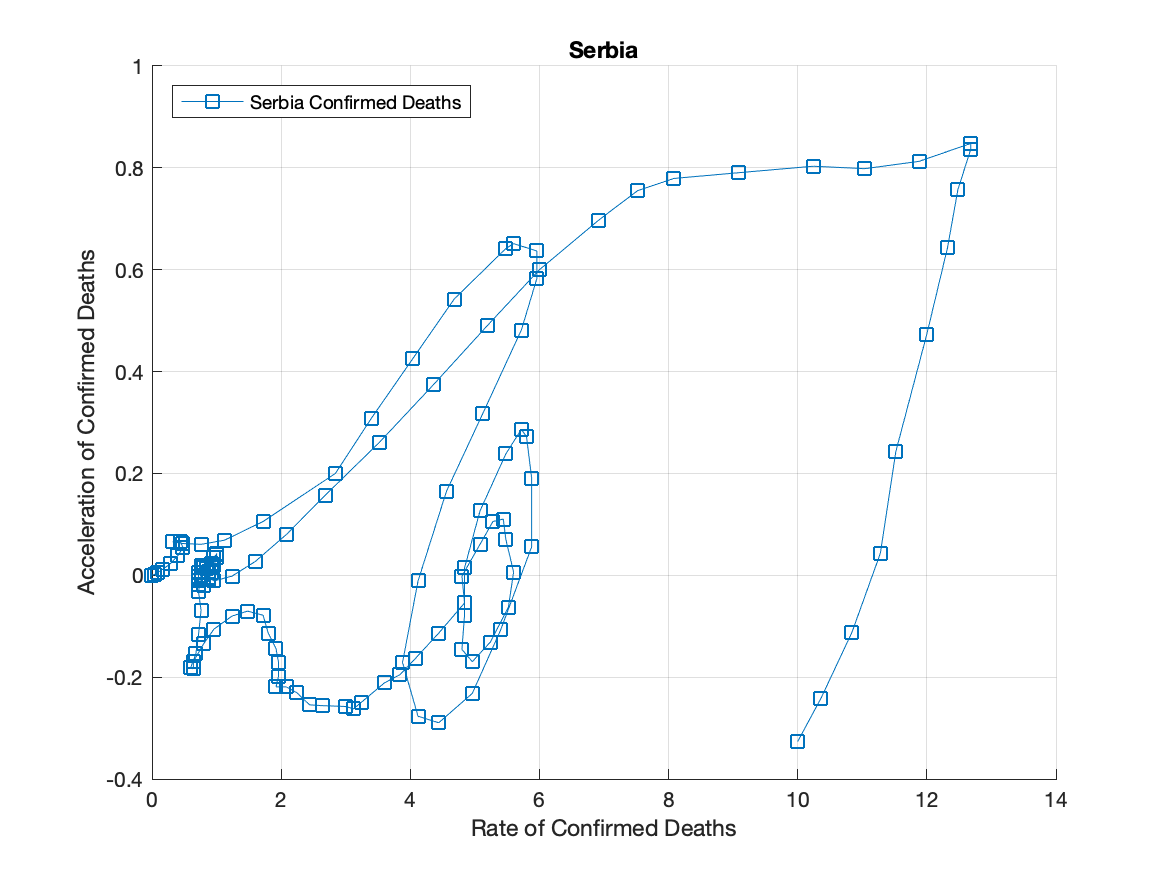 Serbia
Serbia Confirmed Deaths
1
0.8
0.6
0.4
0.2
0
-0.2
-0.4
Acceleration of Confirmed Deaths
0 2 4 6 8 10 12 14
Rate of Confirmed Deaths